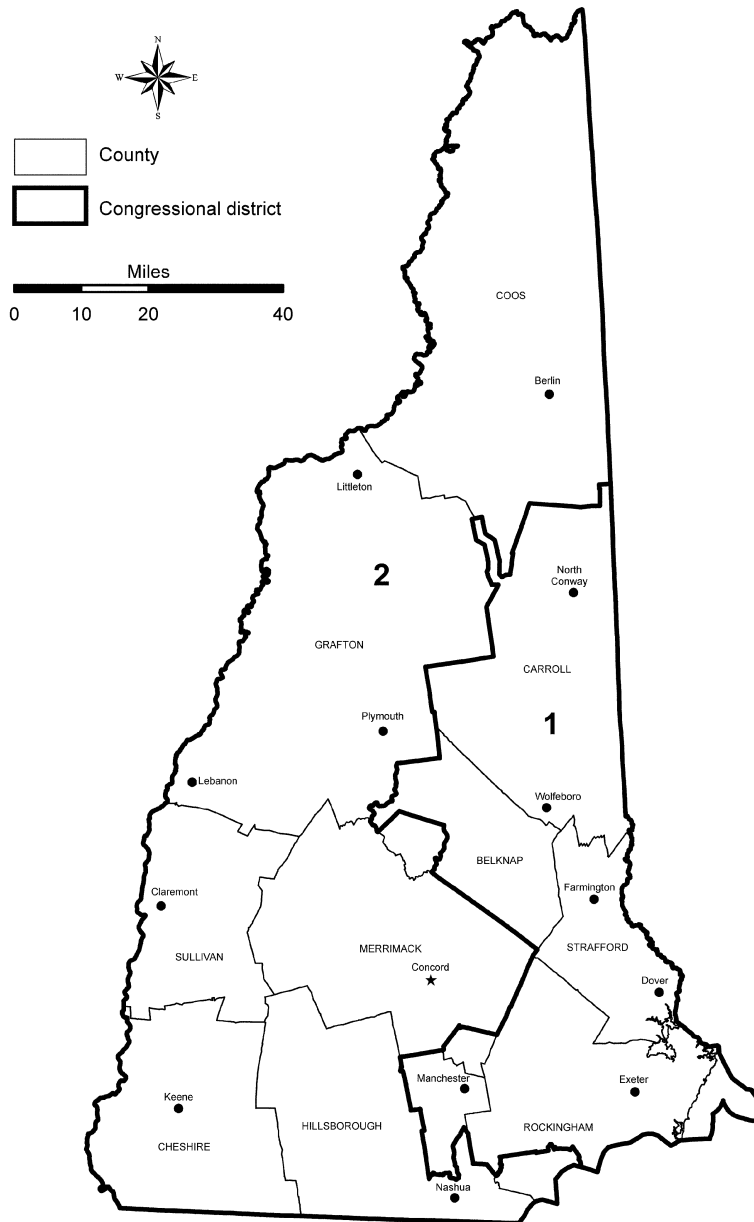 N
W
E
S
County
Congressional district
Miles
0 10 20 40
COOS
Berlin
Littleton
2
North
Conway
GRAFTON
CARROLL
Plymouth
1
Lebanon
Wolfeboro
BELKNAP
Claremont
Farmington
MERRIMACK
STRAFFORD
SULLIVAN
Concord
Dover
Manchester
Exeter
Keene
HILLSBOROUGH
ROCKINGHAM
CHESHIRE
Nashua